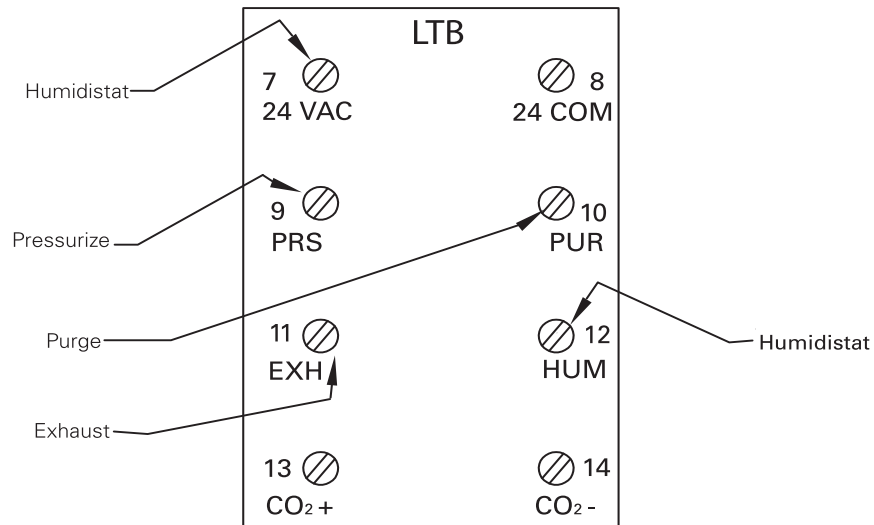 LTB
Humidistat
7
24 VAC
8
24 COM
Pressurize
9
PRS
10
PUR
Purge
11
EXH
12
HUM
Humidistat
Exhaust
13
CO₂ +
14
CO₂ -